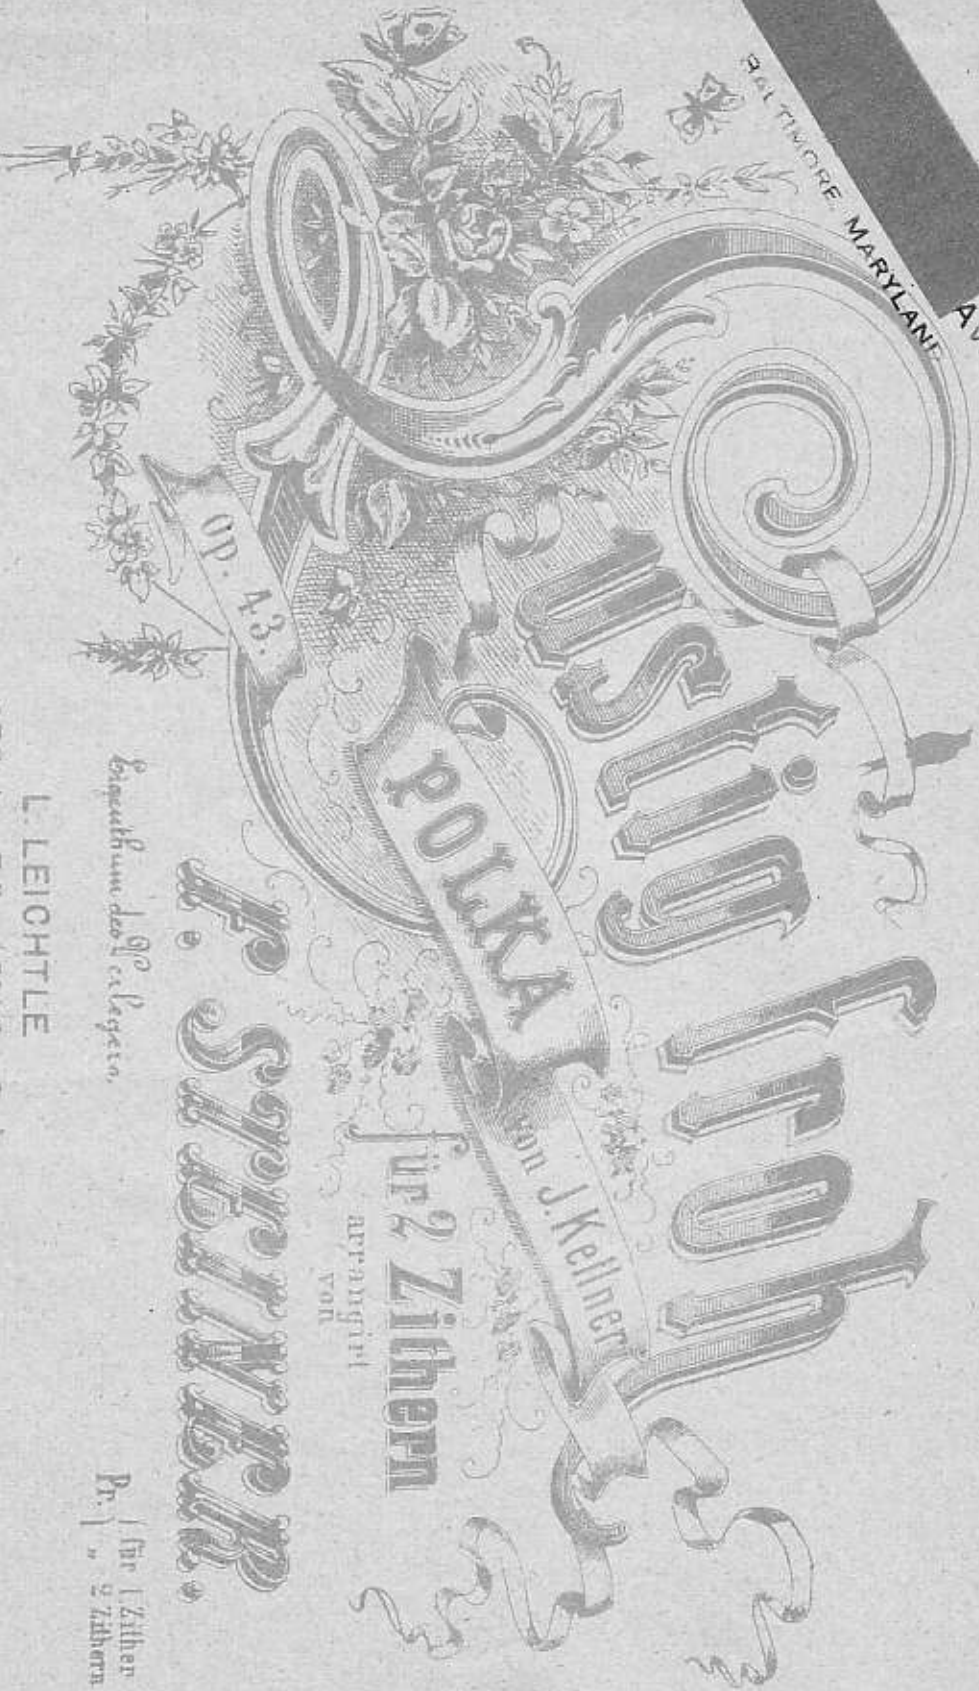 BALTIMORE MARYLAND
Lustig froh
POLKA
von J. Kellner
Op. 43.
für 2 Zithern
arrangirt
von
F. STEINER.
Eigenthum des Verlegers.
Pr. { für 1 Zither
" 2 Zithern
L. LEICHTLE